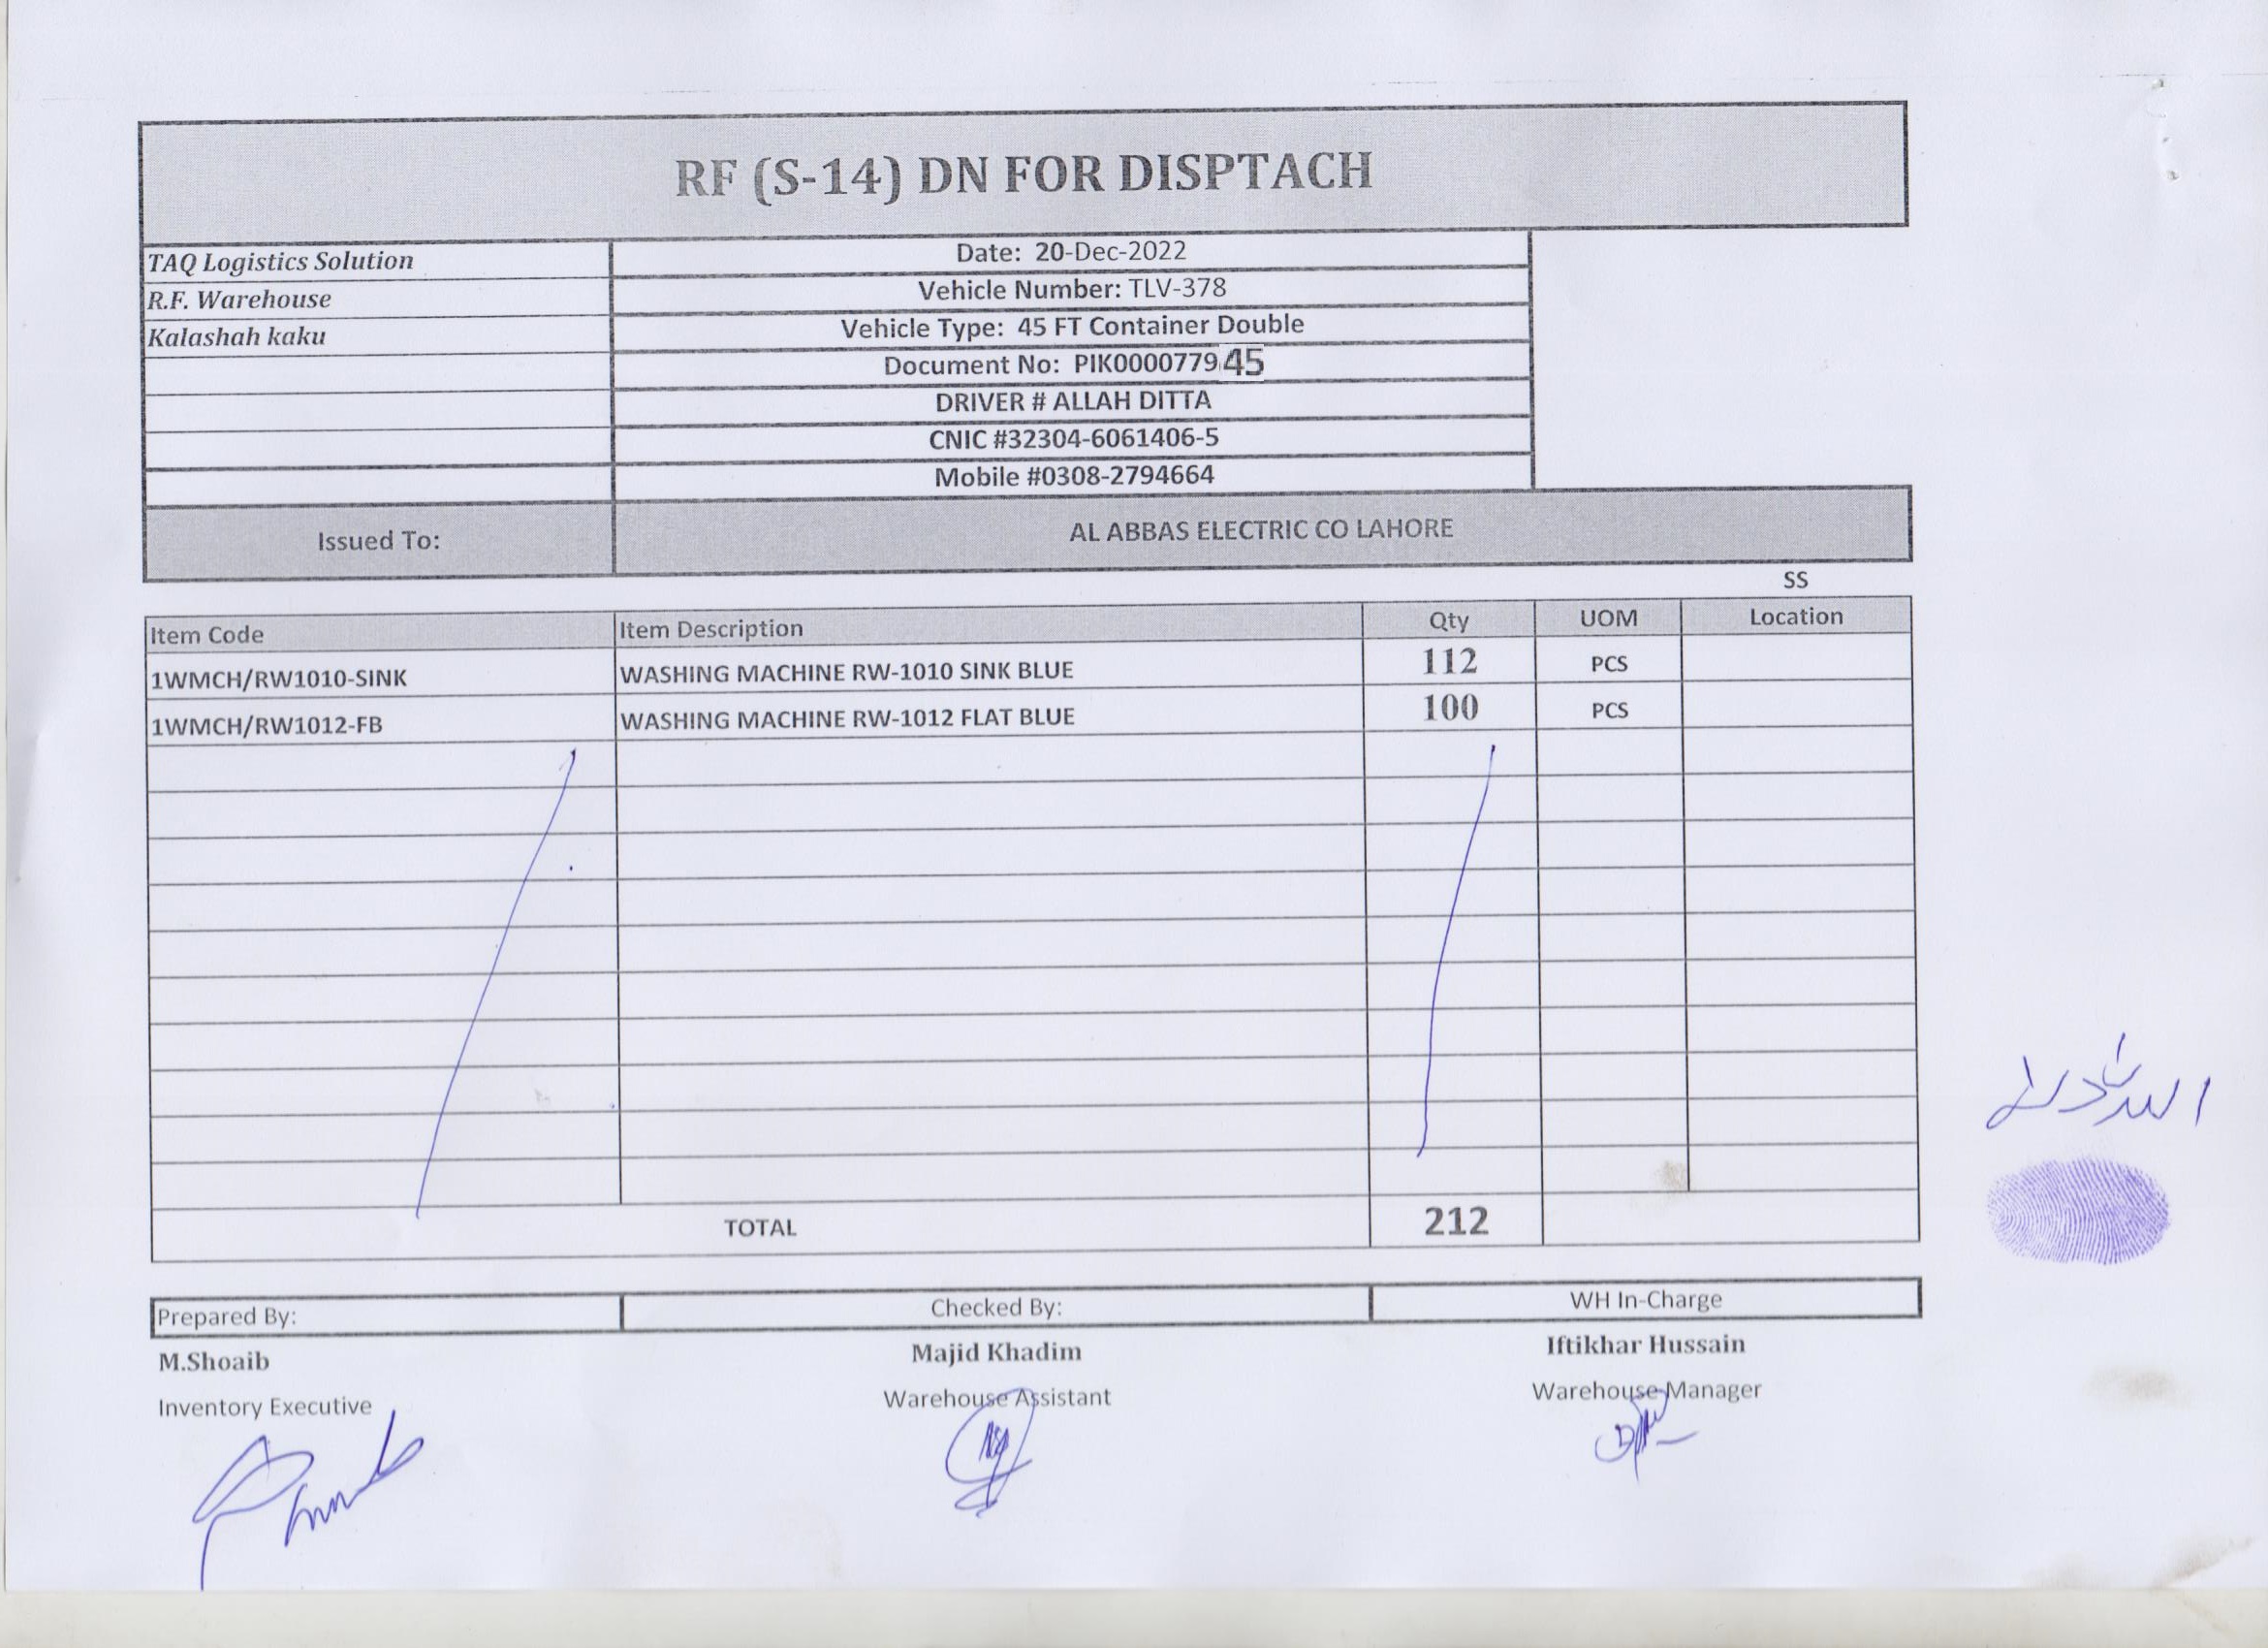 RF (S-14) DN FOR DISPTACH
TAQ Logistics Solution
Date: 20-Dec-2022
R.F. Warehouse
Vehicle Number: TLV-378
Kalashah kaku
Vehicle Type: 45 FT Container Double
Document No: PIK000077945
DRIVER # ALLAH DITTA
CNIC #32304-6061406-5
Mobile #0308-2794664
Issued To: AL ABBAS ELECTRIC CO LAHORE
SS
Item Code Item Description Qty UOM Location
1WMCH/RW1010-SINK WASHING MACHINE RW-1010 SINK BLUE 112 PCS
1WMCH/RW1012-FB WASHING MACHINE RW-1012 FLAT BLUE 100 PCS
TOTAL 212
Prepared By: Checked By: WH In-Charge
M.Shoaib Majid Khadim Iftikhar Hussain
Inventory Executive Warehouse Assistant Warehouse Manager